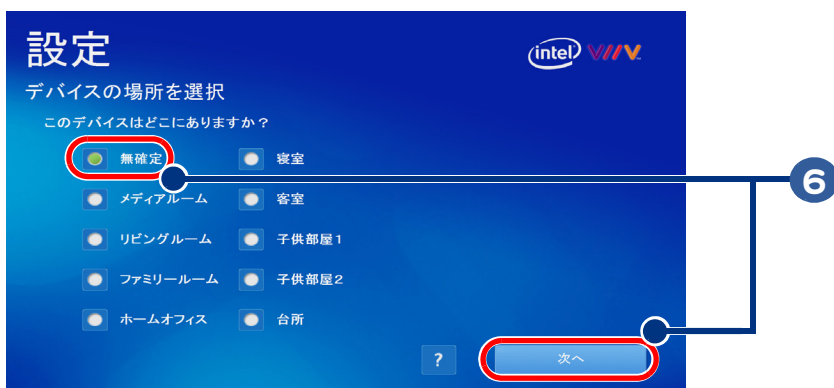 設定
intel VIIV
デバイスの場所を選択
このデバイスはどこにありますか？
無確定 寝室
メディアルーム 客室
6
リビングルーム 子供部屋1
ファミリールーム 子供部屋2
ホームオフィス 台所
? 次へ